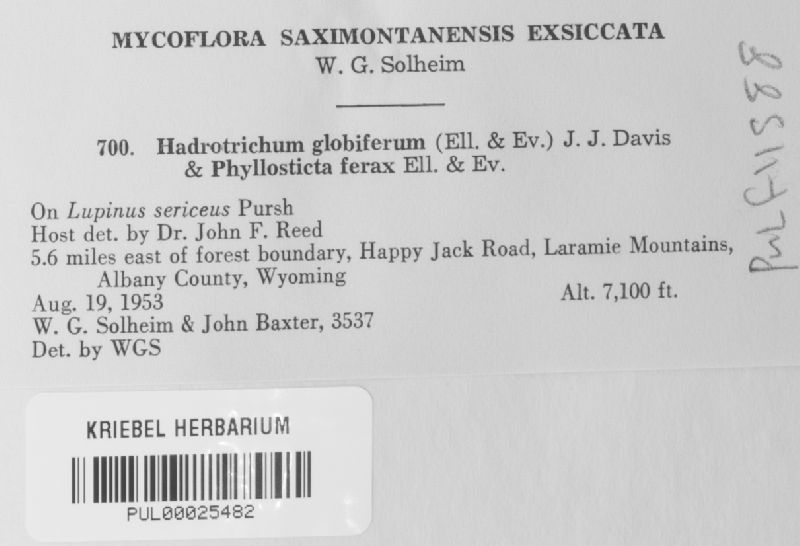 MYCOFLORA SAXIMONTANENSIS EXSICCATA
W. G. Solheim
700. Hadrotrichum globiferum (Ell. & Ev.) J. J. Davis
& Phyllosticta ferax Ell. & Ev.
On Lupinus sericeus Pursh
Host det. by Dr. John F. Reed
5.6 miles east of forest boundary, Happy Jack Road, Laramie Mountains,
Albany County, Wyoming
Aug. 19, 1953 Alt. 7,100 ft.
W. G. Solheim & John Baxter, 3537
Det. by WGS
KRIEBEL HERBARIUM
PUL00025482